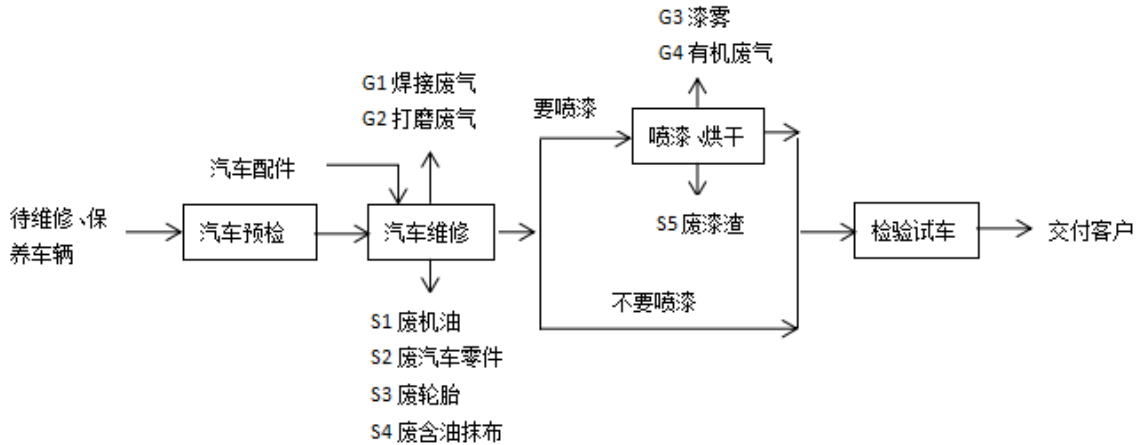 G3 漆雾
G4 有机废气
G1 焊接废气
G2 打磨废气
要喷漆
喷漆、烘干
汽车配件
待维修、保
养车辆
汽车预检
汽车维修
S5 废漆渣
检验试车
交付客户
不要喷漆
S1 废机油
S2 废汽车零件
S3 废轮胎
S4 废含油抹布